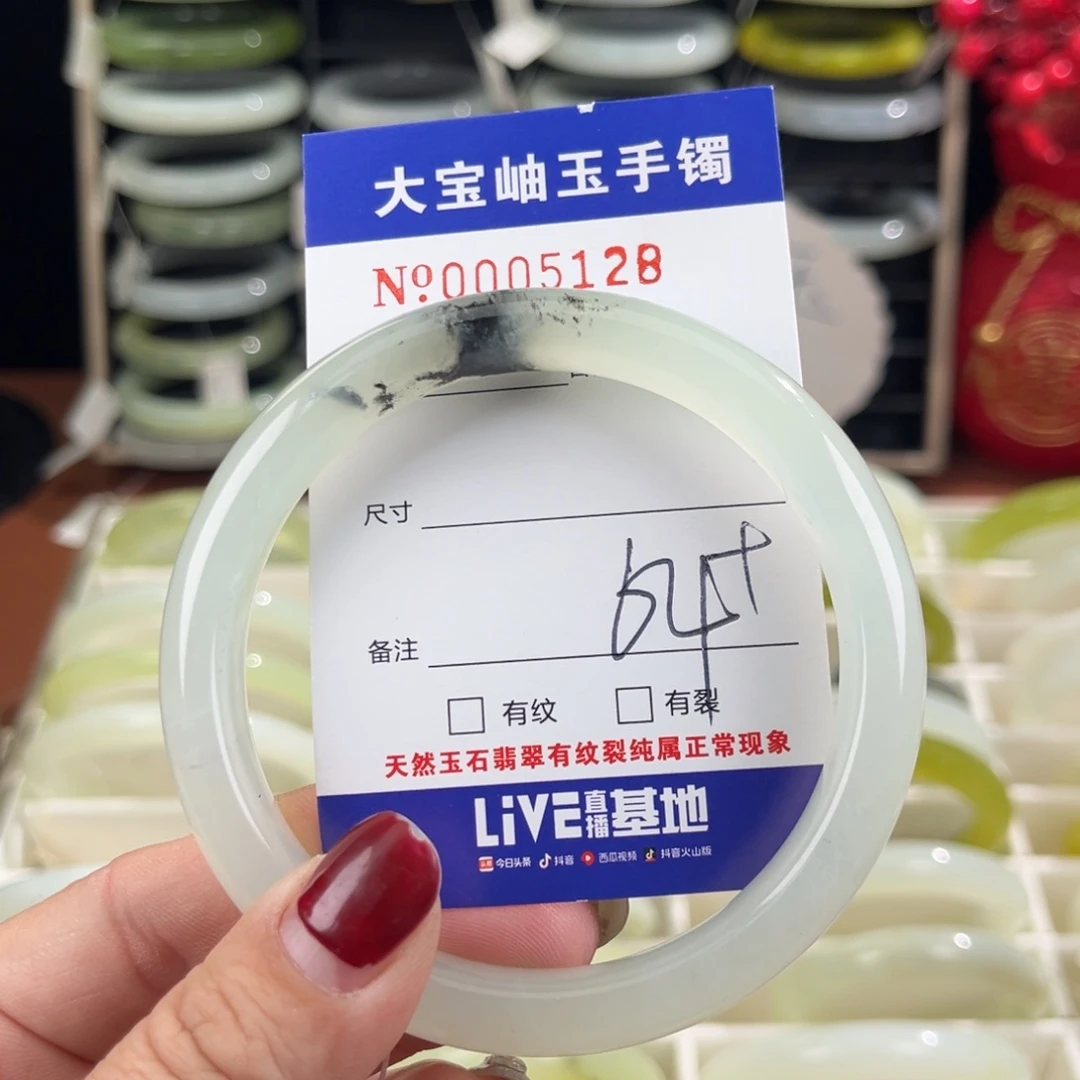 大宝岫玉手镯
Nº.0005128
尺寸
54+
备注
有纹 有裂
天然玉石翡翠有纹裂纯属正常现象
LiVE直播基地
今日头条 抖音 西瓜视频 抖音火山版